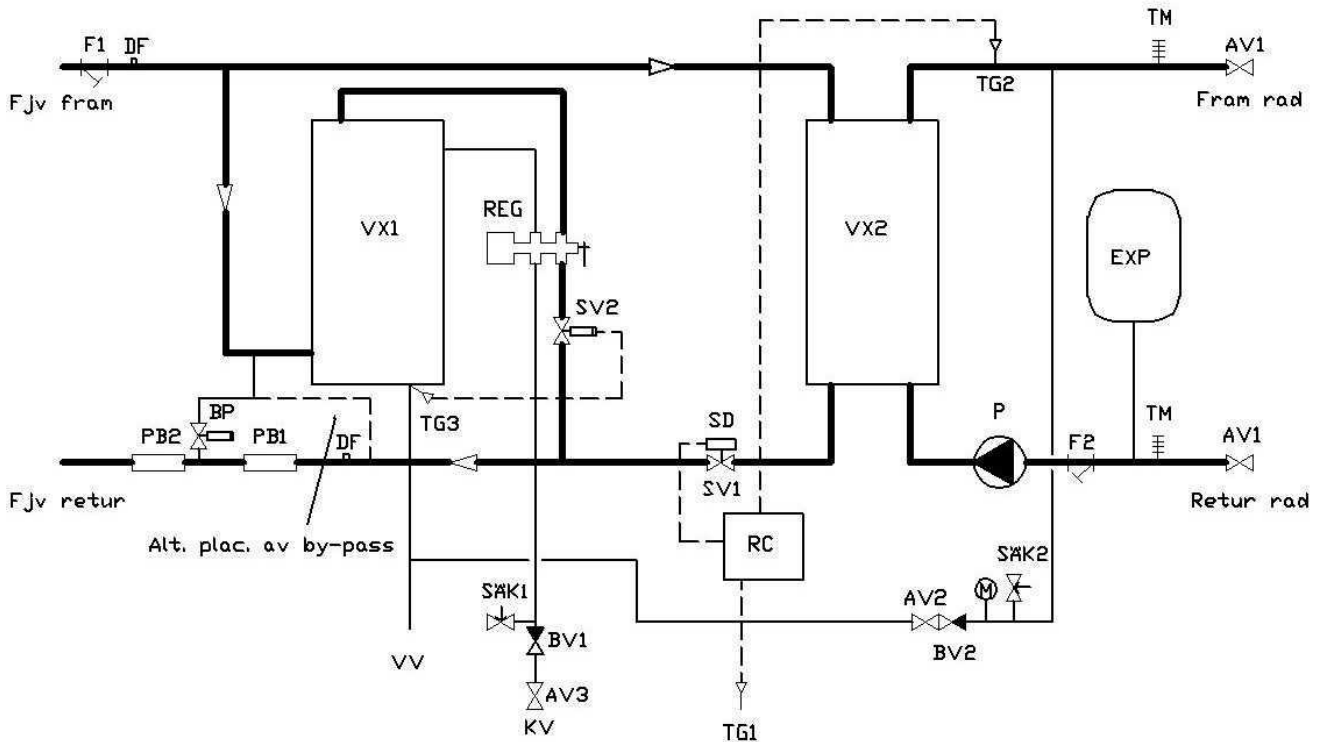 F1
DF
TM
AV1
Fjv fram
TG2
Fram rad
REG
VX1
VX2
EXP
SV2
BP
TG3
SD
P
TM
PB2
PB1
DF
F2
AV1
SV1
Fjv retur
Retur rad
Alt. plac. av by-pass
RC
SÄK2
SÄK1
AV2
M
BV1
BV2
VV
AV3
KV
TG1